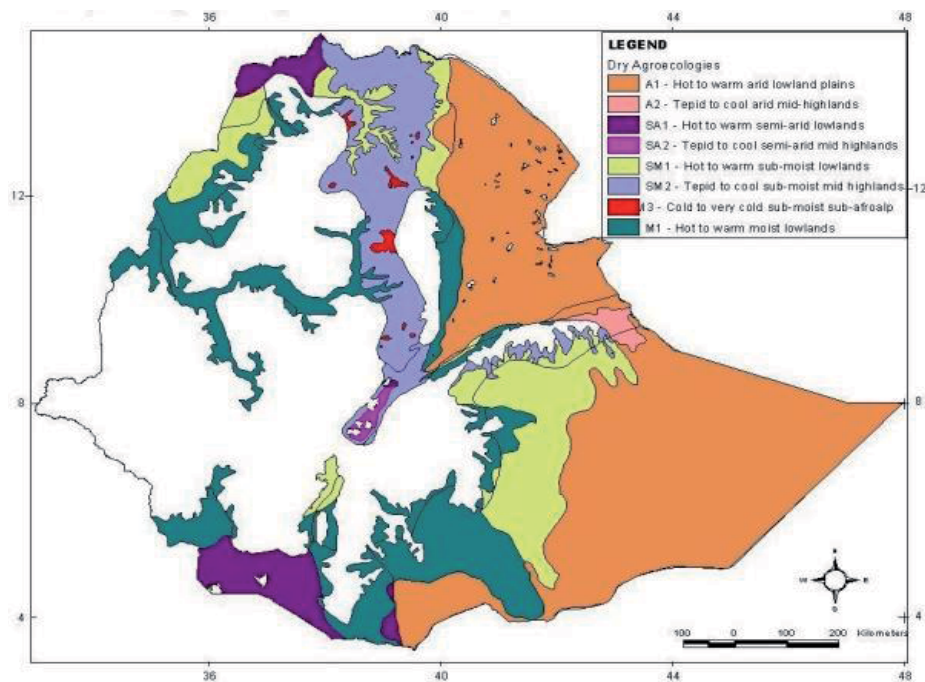 36 40 44 48
LEGEND
Dry Agroecologies
A1 - Hot to warm arid lowland plains
A2 - Tepid to cool arid mid-highlands
SA1 - Hot to warm semi-arid lowlands
SA2 - Tepid to cool semi-arid mid highlands
SM1 - Hot to warm sub-moist lowlands
SM2 - Tepid to cool sub-moist mid highlands
M3 - Cold to very cold sub-moist sub-afroalp
M1 - Hot to warm moist lowlands
12 12
8 8
N
W E
S
4 4
100 0 100 200 Kilometers
36 40 44 48